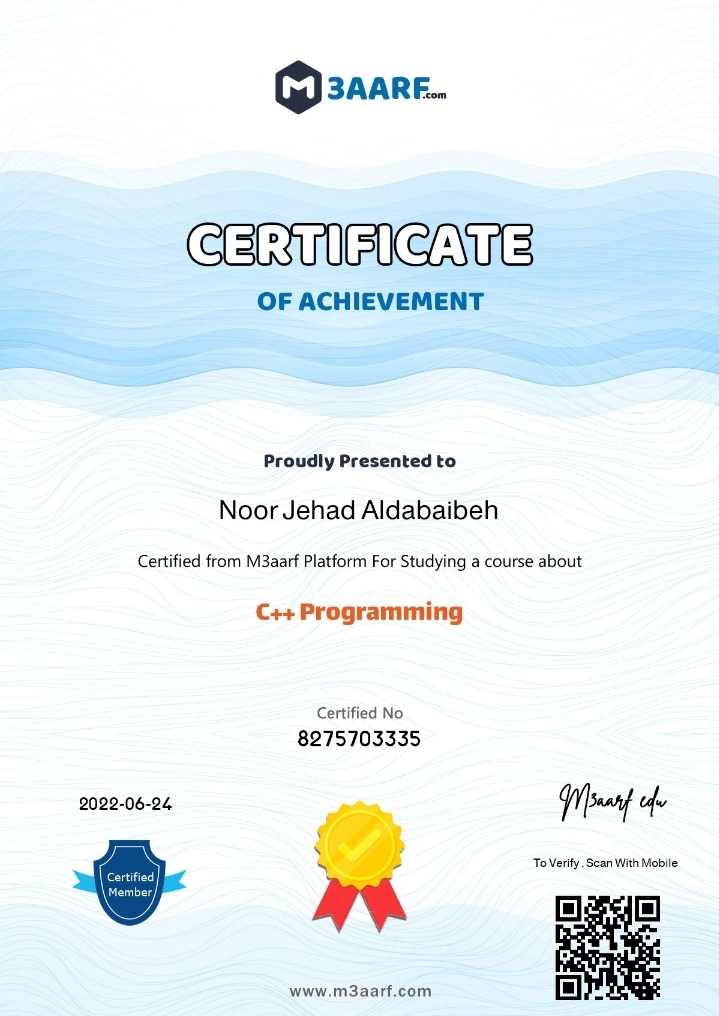 M3AARF.com
CERTIFICATE
OF ACHIEVEMENT
Proudly Presented to
Noor Jehad Aldabaibeh
Certified from M3aarf Platform For Studying a course about
C++ Programming
Certified No
8275703335
2022-06-24
M3aarf edu
Certified
Member
To Verify . Scan With Mobile
www.m3aarf.com